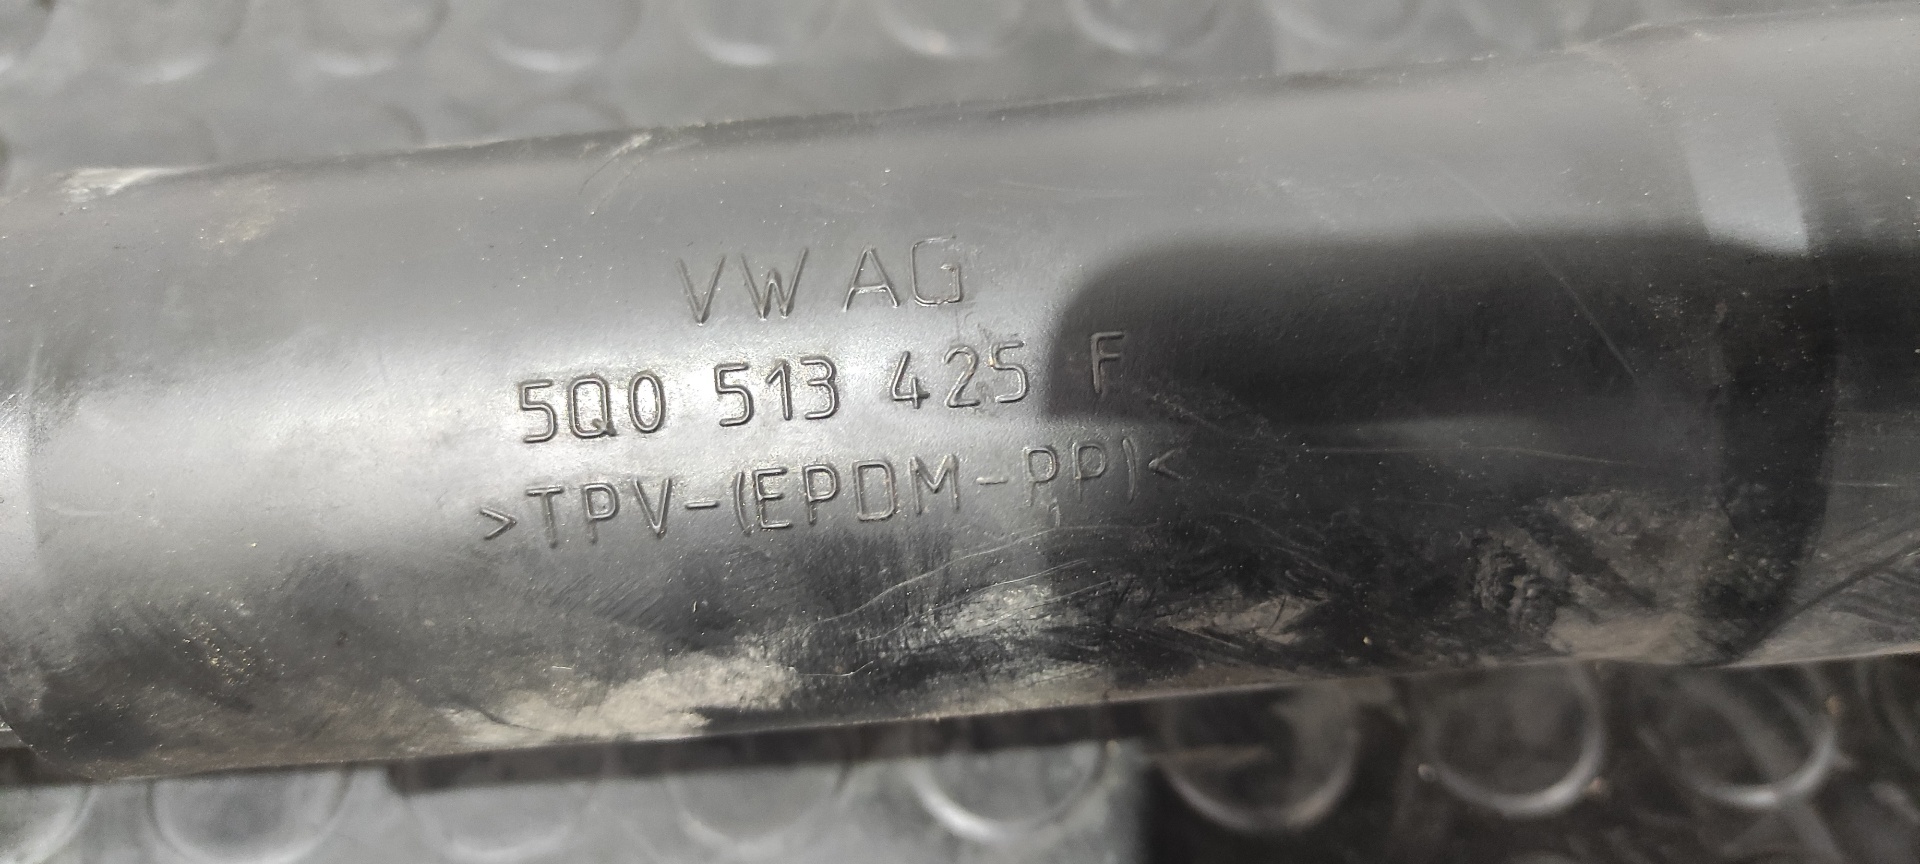 VW AG
5Q0 513 425 F
>TPV-(EPDM-PP)<